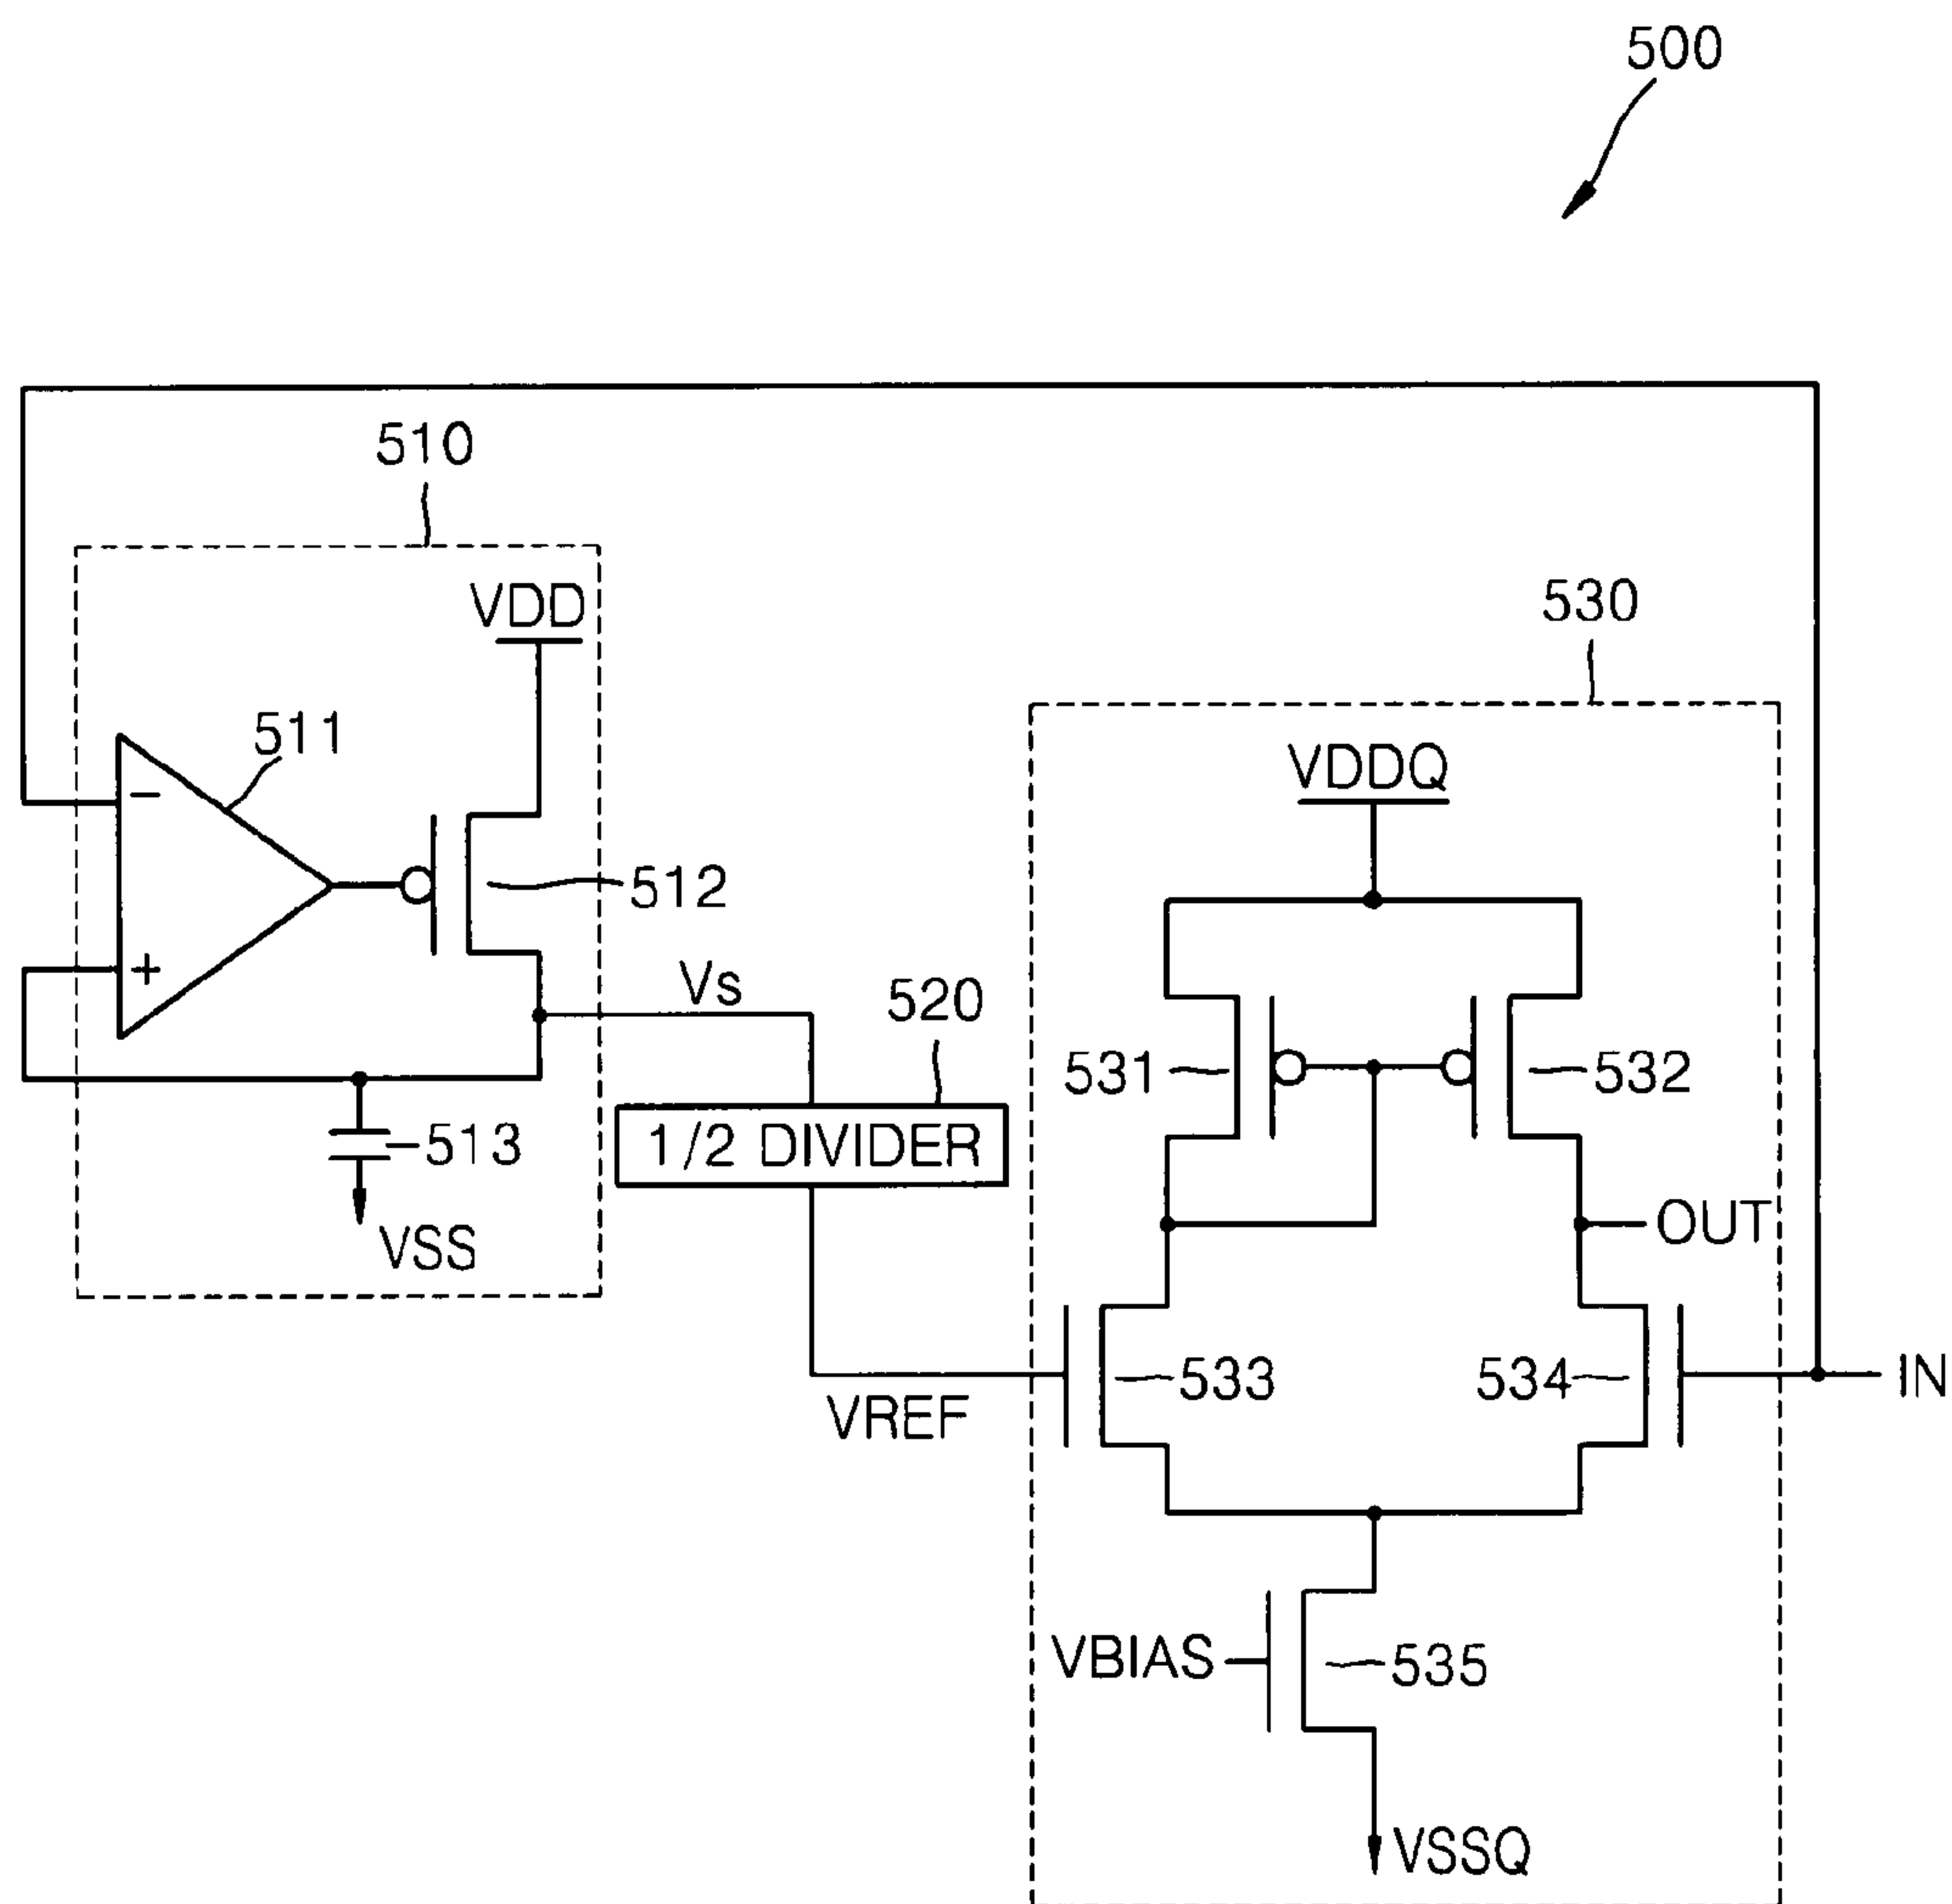 500
510
VDD
530
511
VDDQ
−
512
+
Vs
520
531
532
1/2 DIVIDER
513
VSS
OUT
533
534
IN
VREF
VBIAS
535
VSSQ